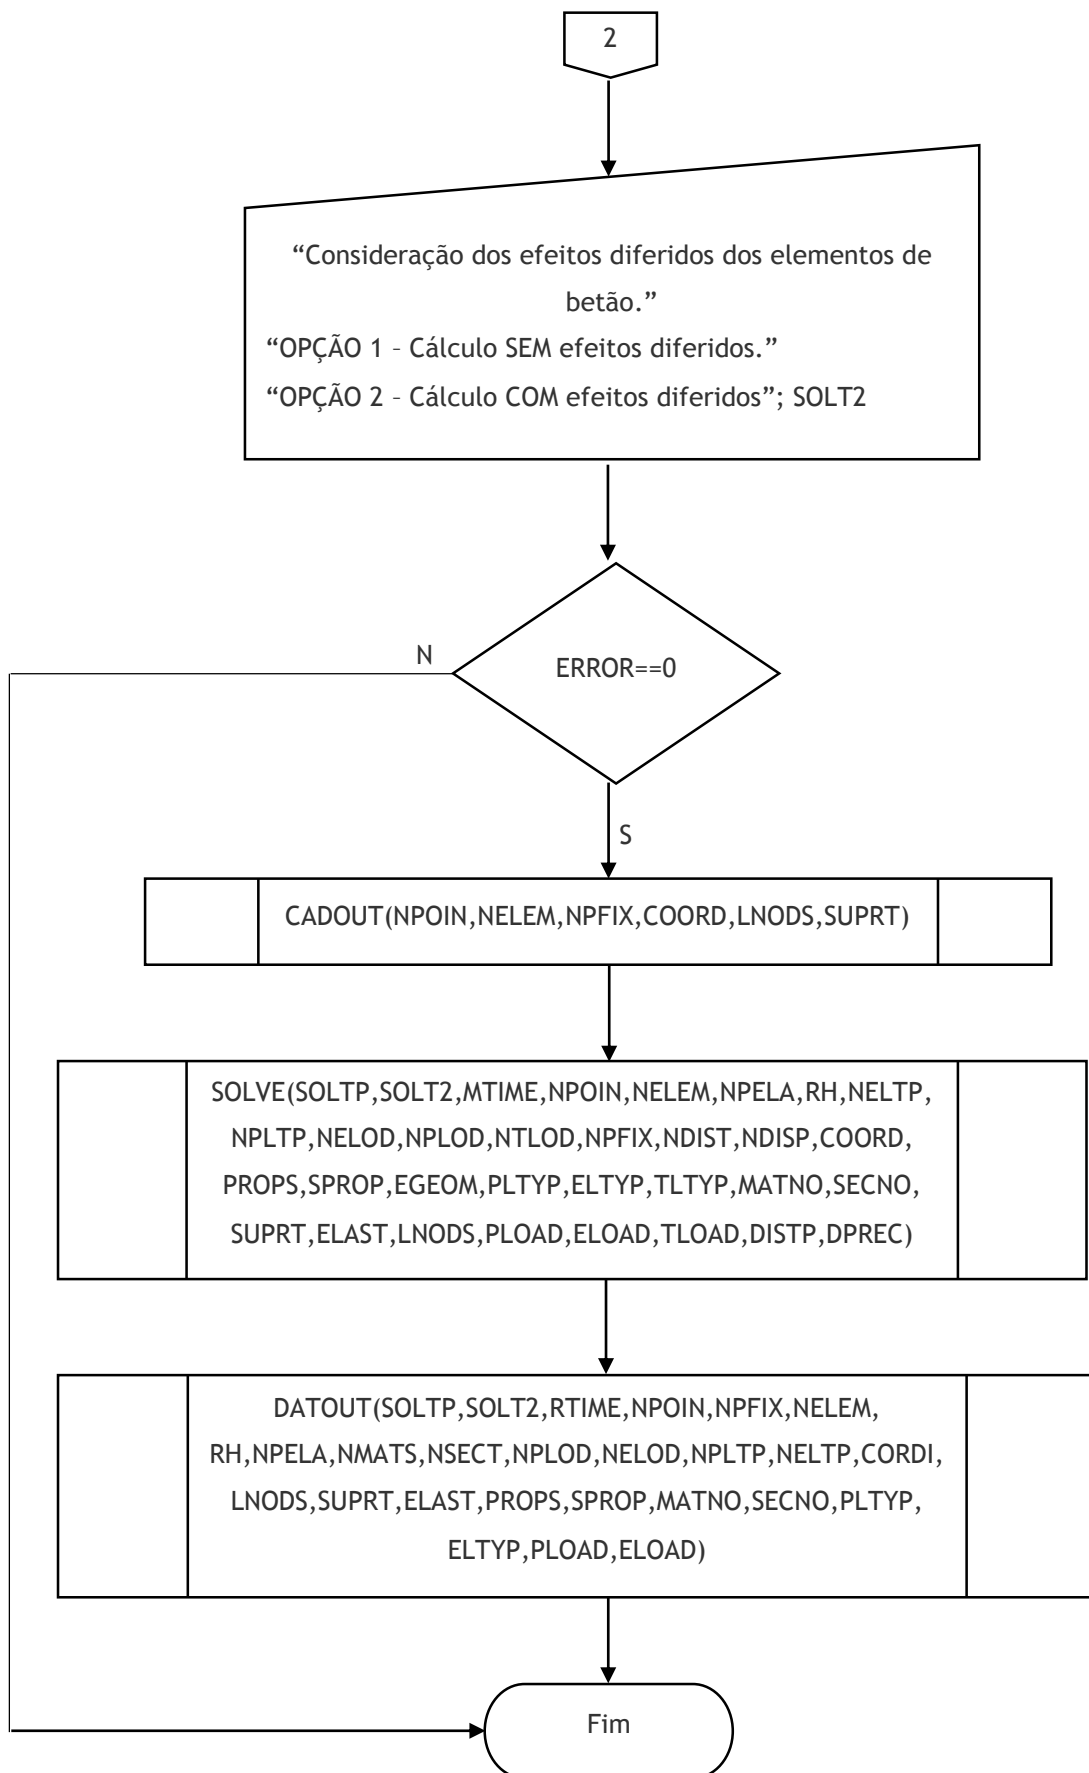 2
“Consideração dos efeitos diferidos dos elementos de
betão.”
“OPÇÃO 1 – Cálculo SEM efeitos diferidos.”
“OPÇÃO 2 – Cálculo COM efeitos diferidos”; SOLT2
N
ERROR==0
S
CADOUT(NPOIN,NELEM,NPFIX,COORD,LNODS,SUPRT)
SOLVE(SOLTP,SOLT2,MTIME,NPOIN,NELEM,NPELA,RH,NELTP,
NPLTP,NELOD,NPLOD,NTLOD,NPFIX,NDIST,NDISP,COORD,
PROPS,SPROP,EGEOM,PLTYP,ELTYP,TLTYP,MATNO,SECNO,
SUPRT,ELAST,LNODS,PLOAD,ELOAD,TLOAD,DISTP,DPREC)
DATOUT(SOLTP,SOLT2,RTIME,NPOIN,NPFIX,NELEM,
RH,NPELA,NMATS,NSECT,NPLOD,NELOD,NPLTP,NELTP,CORDI,
LNODS,SUPRT,ELAST,PROPS,SPROP,MATNO,SECNO,PLTYP,
ELTYP,PLOAD,ELOAD)
Fim